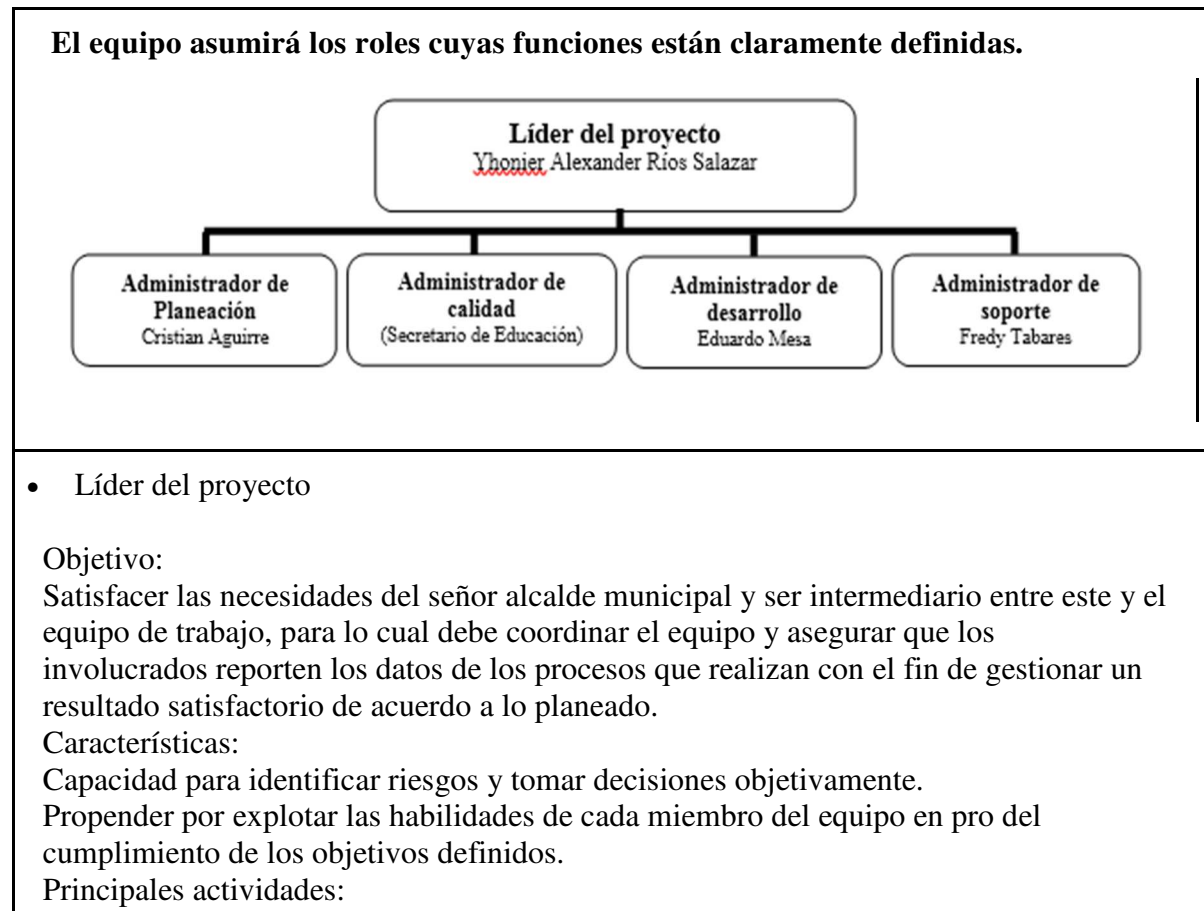 El equipo asumirá los roles cuyas funciones están claramente definidas.
Líder del proyecto
Yhonier Alexander Ríos Salazar
Administrador de
Planeación
Cristian Aguirre
Administrador de
calidad
(Secretario de Educación)
Administrador de
desarrollo
Eduardo Mesa
Administrador de
soporte
Fredy Tabares
• Líder del proyecto
Objetivo:
Satisfacer las necesidades del señor alcalde municipal y ser intermediario entre este y el
equipo de trabajo, para lo cual debe coordinar el equipo y asegurar que los
involucrados reporten los datos de los procesos que realizan con el fin de gestionar un
resultado satisfactorio de acuerdo a lo planeado.
Características:
Capacidad para identificar riesgos y tomar decisiones objetivamente.
Propender por explotar las habilidades de cada miembro del equipo en pro del
cumplimiento de los objetivos definidos.
Principales actividades: